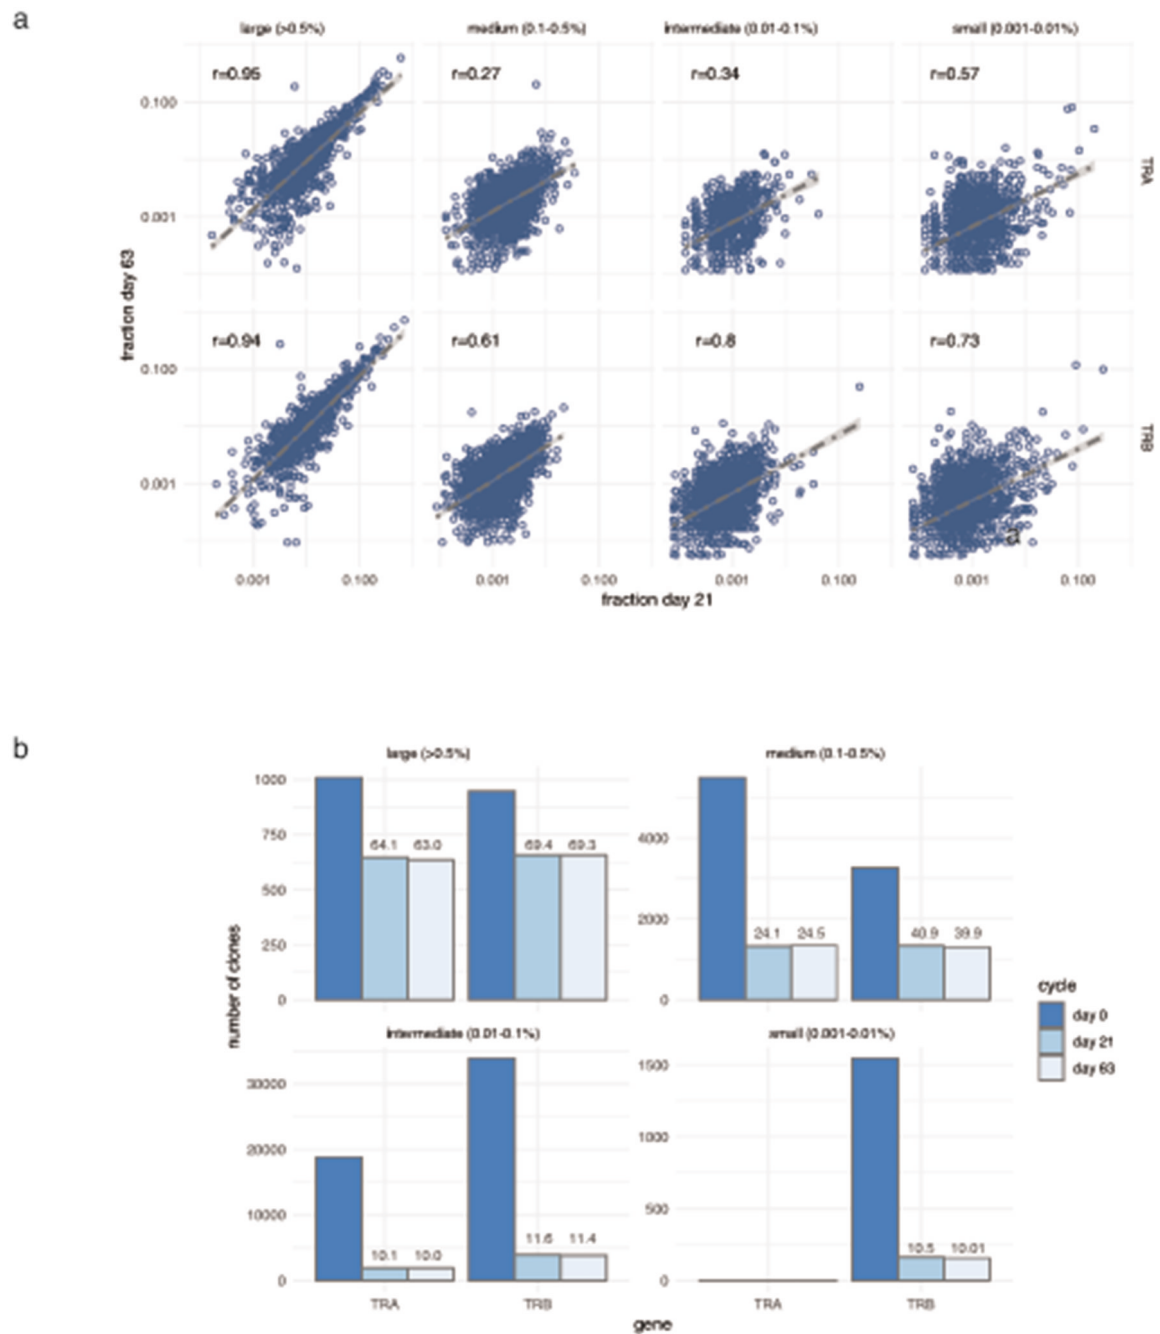 a
large (>0.5%)
medium (0.1-0.5%)
intermediate (0.01-0.1%)
small (0.001-0.01%)
r=0.95
r=0.27
r=0.34
r=0.57
0.100
0.001
TRA
fraction day 63
r=0.94
r=0.61
r=0.8
r=0.73
0.100
0.001
TRB
a
0.001 0.100 0.001 0.100 0.001 0.100 0.001 0.100
fraction day 21
b
large (>0.5%)
medium (0.1-0.5%)
1000
750
500
250
0
64.1 63.0 69.4 69.3
4000
2000
0
24.1 24.5 40.9 39.9
number of clones
cycle
day 0
day 21
day 63
intermediate (0.01-0.1%)
small (0.001-0.01%)
30000
20000
10000
0
10.1 10.0 11.6 11.4
1500
1000
500
0
10.5 10.01
TRA TRB TRA TRB
gene